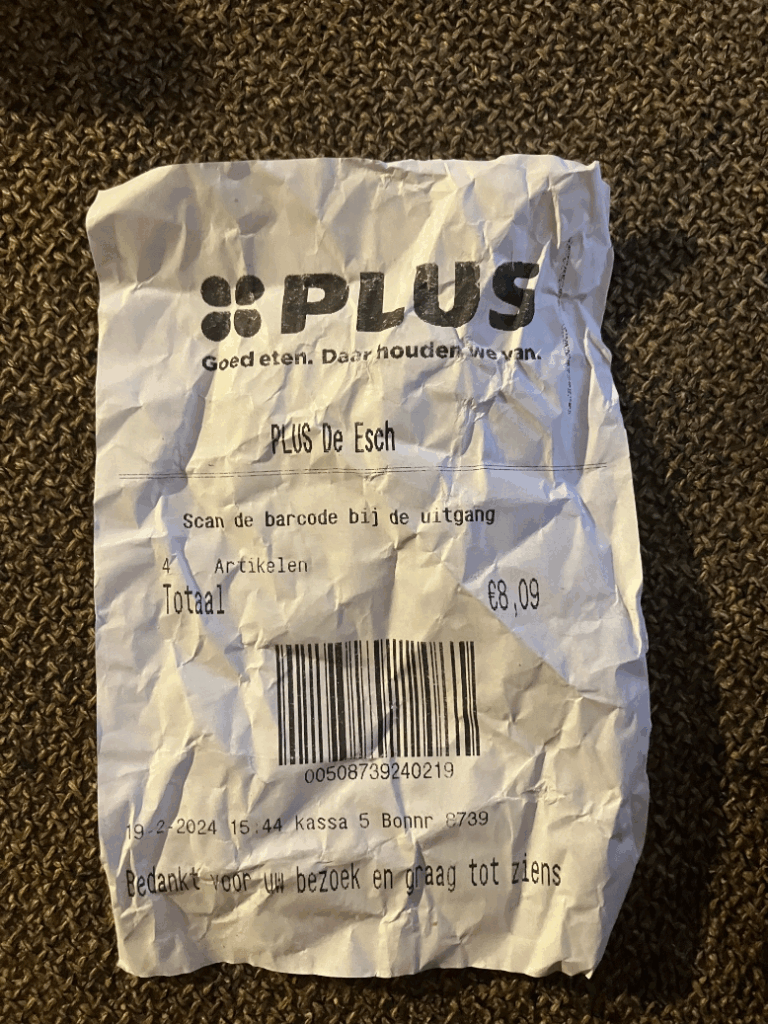 PLUS
Goed eten. Daar houden we van.
PLUS De Esch
Scan de barcode bij de uitgang
4 Artikelen
Totaal €8,09
00508739240219
19-2-2024 15:44 kassa 5 Bonnr 8739
Bedankt voor uw bezoek en graag tot ziens